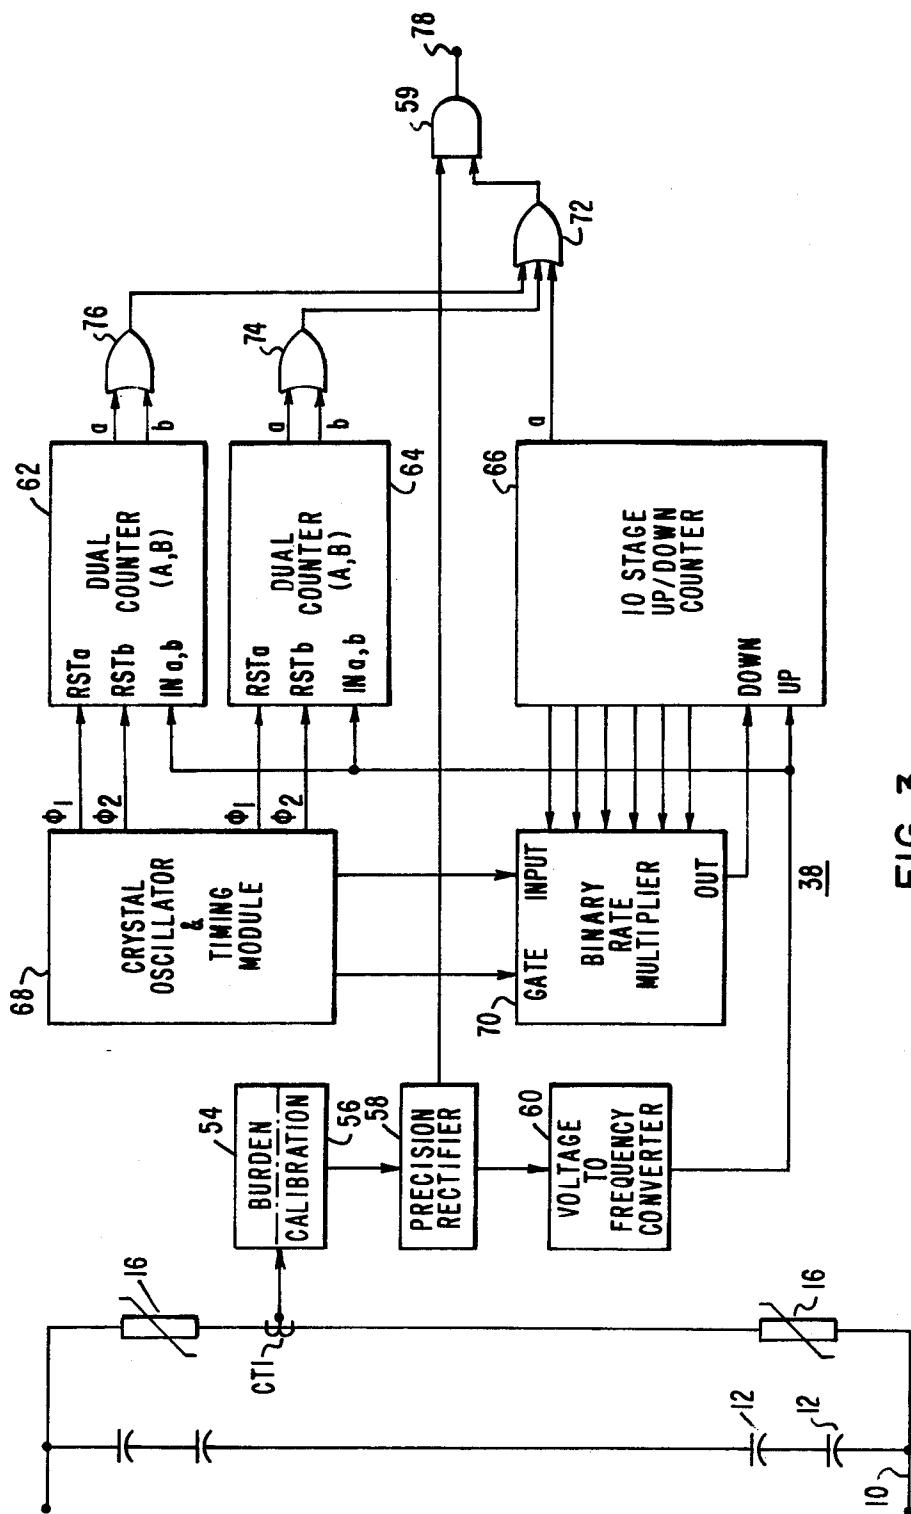 62
DUAL
COUNTER
(A,B)
RSTa
RSTb
INa,b
a
b
76
64
DUAL
COUNTER
(A,B)
RSTa
RSTb
INa,b
a
b
74
66
10 STAGE
UP/DOWN
COUNTER
DOWN
UP
a
72
59
78
68
CRYSTAL
OSCILLATOR
&
TIMING
MODULE
Φ1
Φ2
Φ1
Φ2
70
GATE
INPUT
BINARY
RATE
MULTIPLIER
OUT
38
54
BURDEN
CALIBRATION
56
58
PRECISION
RECTIFIER
60
VOLTAGE
TO
FREQUENCY
CONVERTER
16
CT1
16
12
12
10
FIG. 3